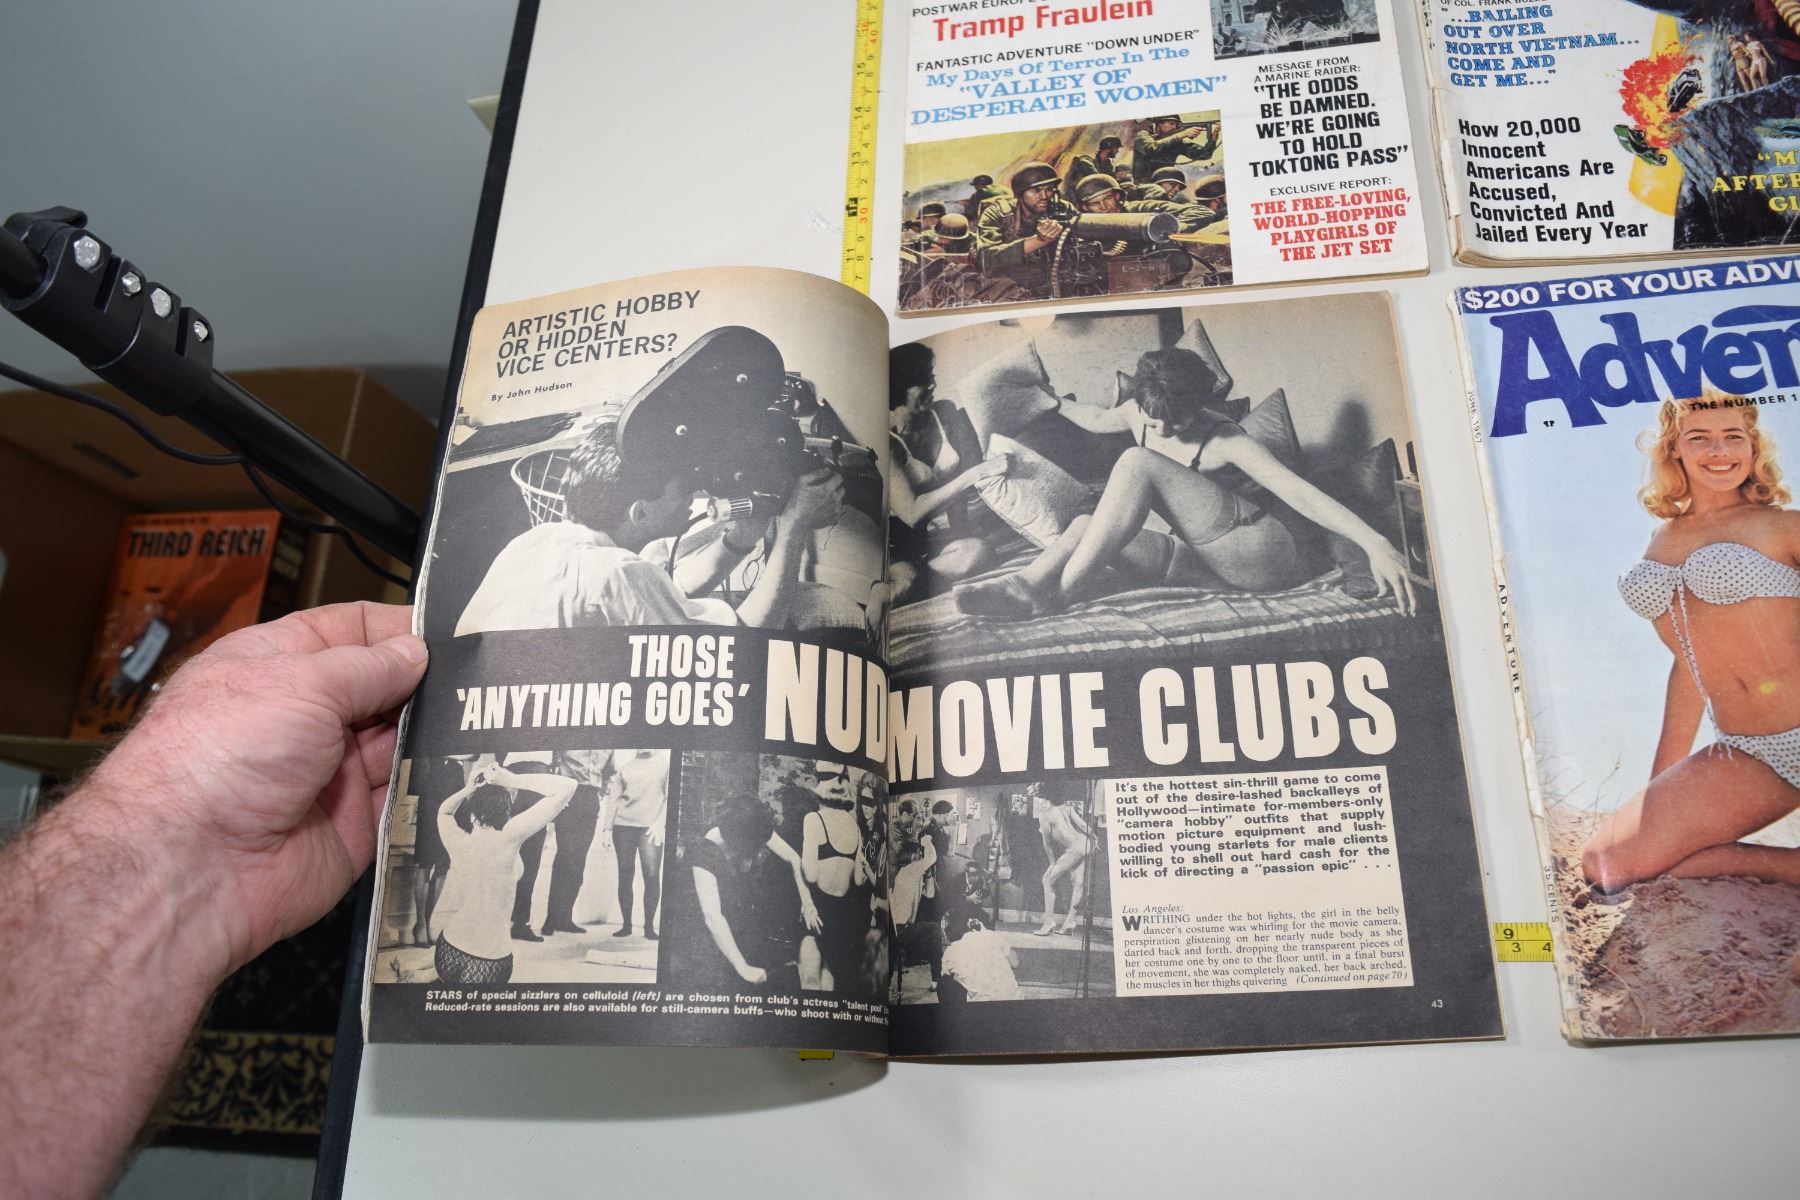 POSTWAR EUROPE
Tramp Fraulein
FANTASTIC ADVENTURE "DOWN UNDER"
My Days Of Terror In The
"VALLEY OF
DESPERATE WOMEN"
MESSAGE FROM
A MARINE RAIDER:
"THE ODDS
BE DAMNED.
WE'RE GOING
TO HOLD
TOKTONG PASS"
EXCLUSIVE REPORT:
THE FREE-LOVING,
WORLD-HOPPING
PLAYGIRLS OF
THE JET SET
OF COL. FRANK
"...BAILING
OUT OVER
NORTH VIETNAM...
COME AND
GET ME..."
How 20,000
Innocent
Americans Are
Accused,
Convicted And
Jailed Every Year
AFTER
$200 FOR YOUR ADV
Adven
THE NUMBER 1
JUNE, 1967
ADVENTURE
35 CENTS
THIRD REICH
ARTISTIC HOBBY
OR HIDDEN
VICE CENTERS?
By John Hudson
THOSE
'ANYTHING GOES'
NUD
MOVIE CLUBS
It's the hottest sin-thrill game to come
out of the desire-lashed backalleys of
Hollywood—intimate for-members-only
"camera hobby" outfits that supply
motion picture equipment and lush-
bodied young starlets for male clients
willing to shell out hard cash for the
kick of directing a "passion epic" . . .
Los Angeles:
WRITHING under the hot lights, the girl in the belly
dancer's costume was whirling for the movie camera,
perspiration glistening on her nearly nude body as she
darted back and forth, dropping the transparent pieces of
her costume one by one to the floor until, in a final burst
of movement, she was completely naked, her back arched,
the muscles in her thighs quivering (Continued on page 70)
STARS of special sizzlers on celluloid (left) are chosen from club's actress "talent pool"
Reduced-rate sessions are also available for still-camera buffs—who shoot with or without
43